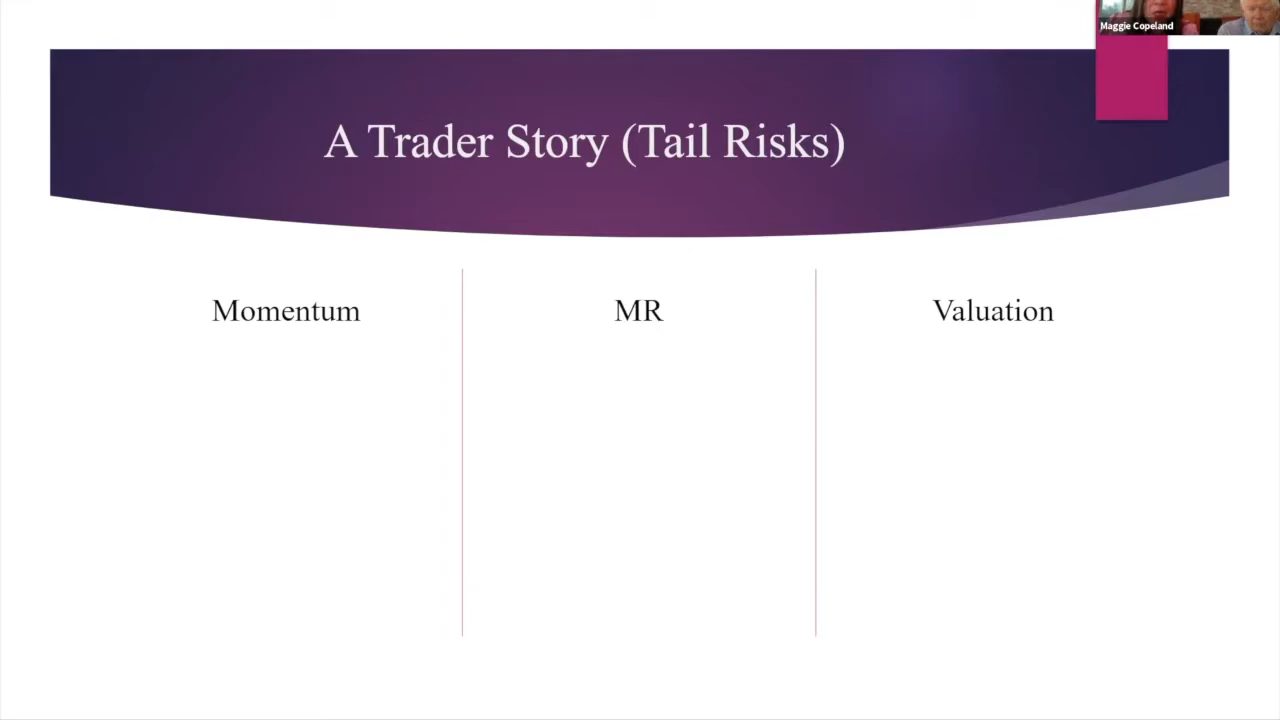 Maggie Copeland
A Trader Story (Tail Risks)
Momentum
MR
Valuation